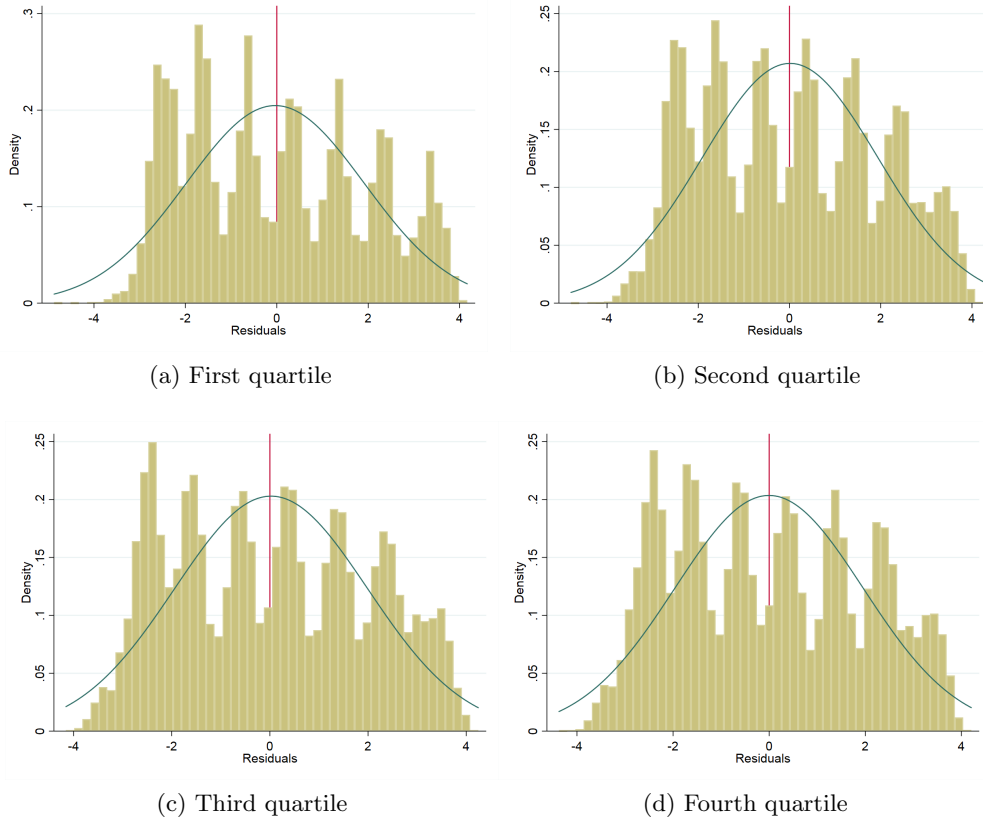 .3
.2
.1
0
Density
-4 -2 0 2 4
Residuals
(a) First quartile
.25
.2
.15
.1
.05
0
Density
-4 -2 0 2 4
Residuals
(b) Second quartile
.25
.2
.15
.1
.05
0
Density
-4 -2 0 2 4
Residuals
(c) Third quartile
.25
.2
.15
.1
.05
0
Density
-4 -2 0 2 4
Residuals
(d) Fourth quartile